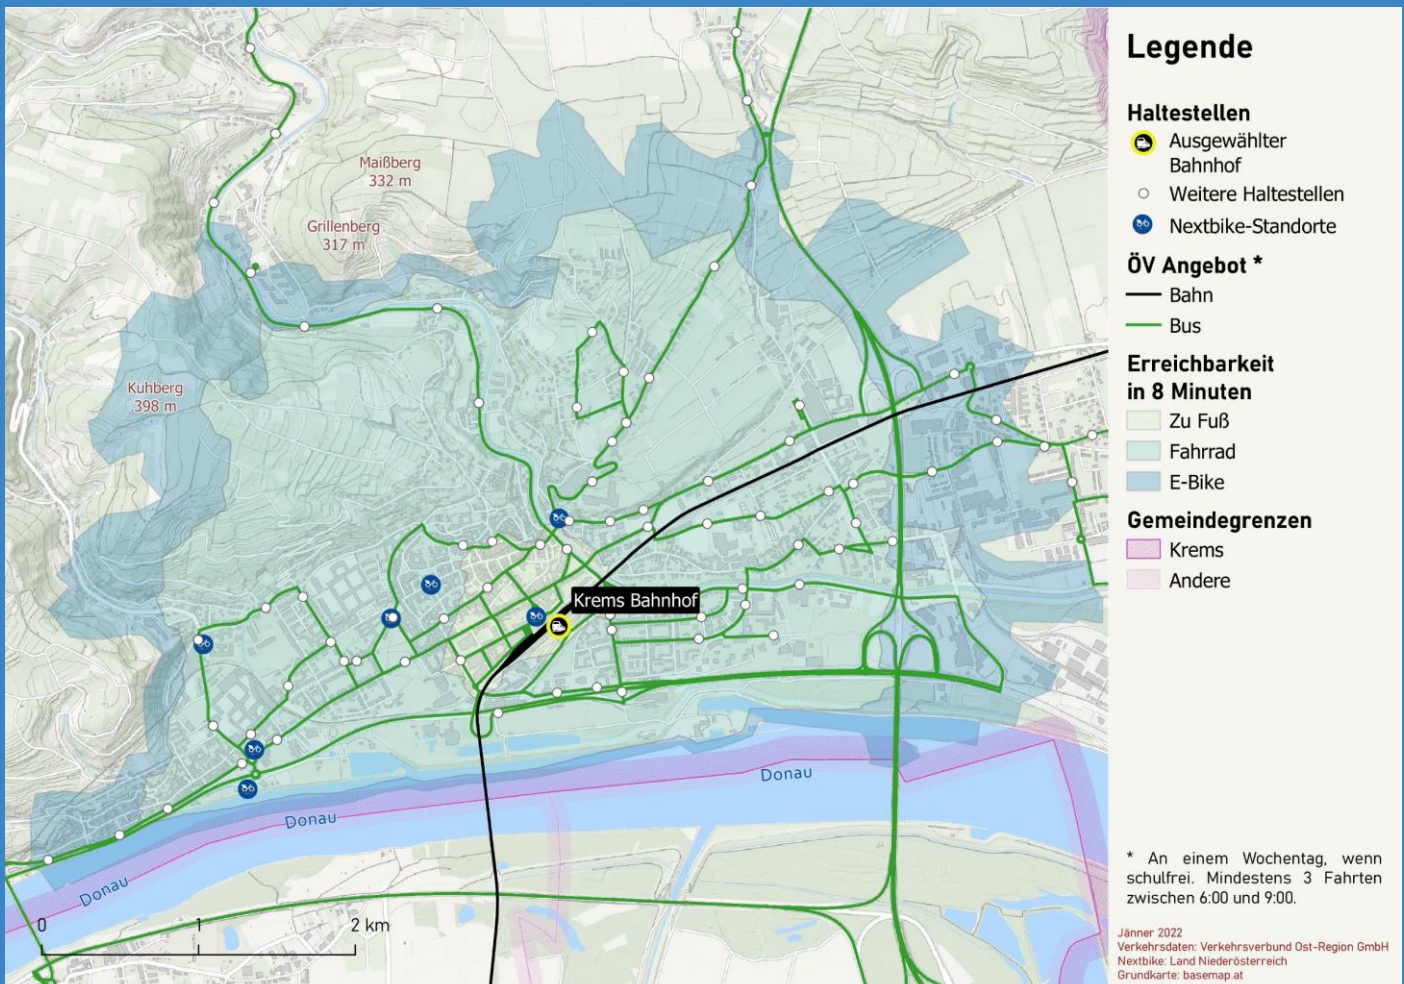 Maißberg
332 m
Grillenberg
317 m
Kuhberg
398 m
Krems Bahnhof
Donau
Donau
Donau
0 1 2 km
Legende
Haltestellen
Ausgewählter
Bahnhof
Weitere Haltestellen
Nextbike-Standorte
ÖV Angebot *
Bahn
Bus
Erreichbarkeit
in 8 Minuten
Zu Fuß
Fahrrad
E-Bike
Gemeindegrenzen
Krems
Andere
* An einem Wochentag, wenn
schulfrei. Mindestens 3 Fahrten
zwischen 6:00 und 9:00.
Jänner 2022
Verkehrsdaten: Verkehrsverbund Ost-Region GmbH
Nextbike: Land Niederösterreich
Grundkarte: basemap.at